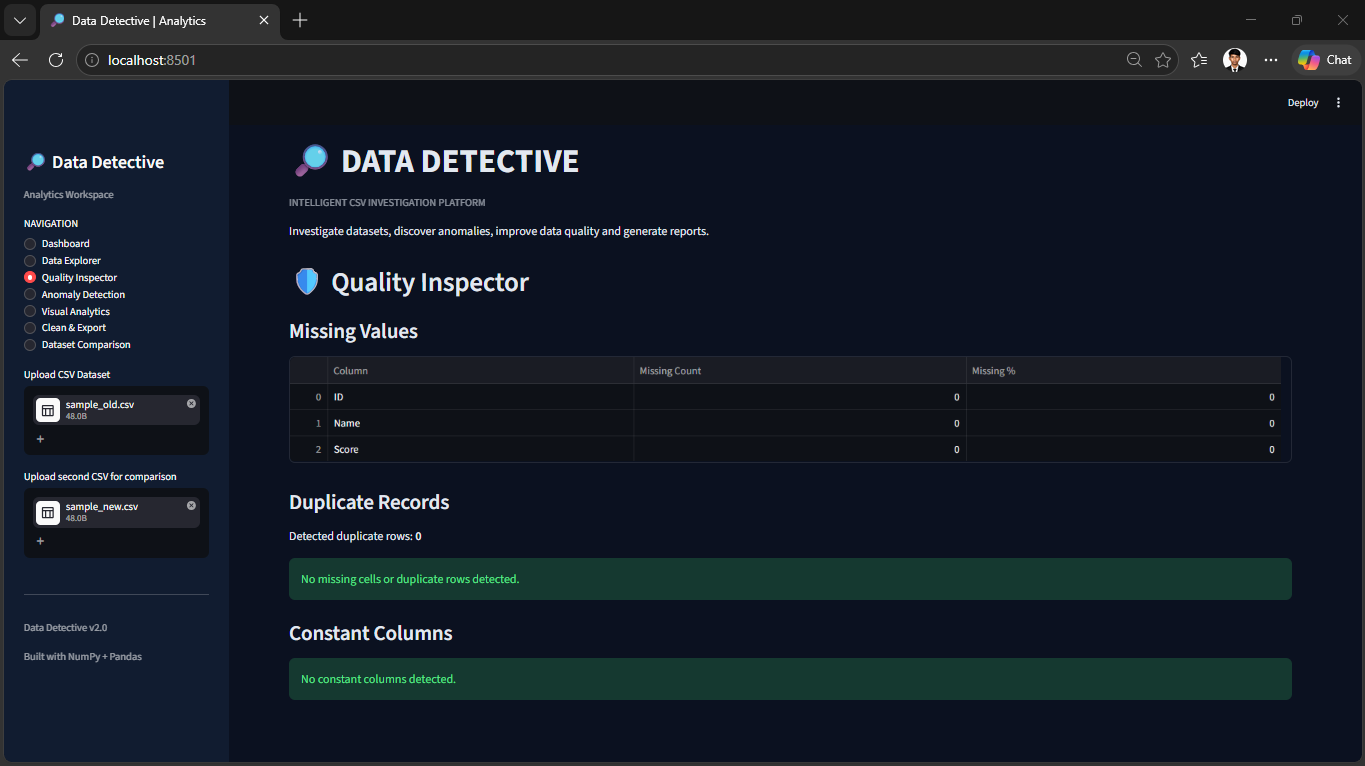 Data Detective | Analytics
localhost:8501
Chat
Deploy
Data Detective
Analytics Workspace
NAVIGATION
Dashboard
Data Explorer
Quality Inspector
Anomaly Detection
Visual Analytics
Clean & Export
Dataset Comparison
Upload CSV Dataset
sample_old.csv
48.0B
+
Upload second CSV for comparison
sample_new.csv
48.0B
+
Data Detective v2.0
Built with NumPy + Pandas
DATA DETECTIVE
INTELLIGENT CSV INVESTIGATION PLATFORM
Investigate datasets, discover anomalies, improve data quality and generate reports.
Quality Inspector
Missing Values
Column Missing Count Missing %
0 ID 0 0
1 Name 0 0
2 Score 0 0
Duplicate Records
Detected duplicate rows: 0
No missing cells or duplicate rows detected.
Constant Columns
No constant columns detected.